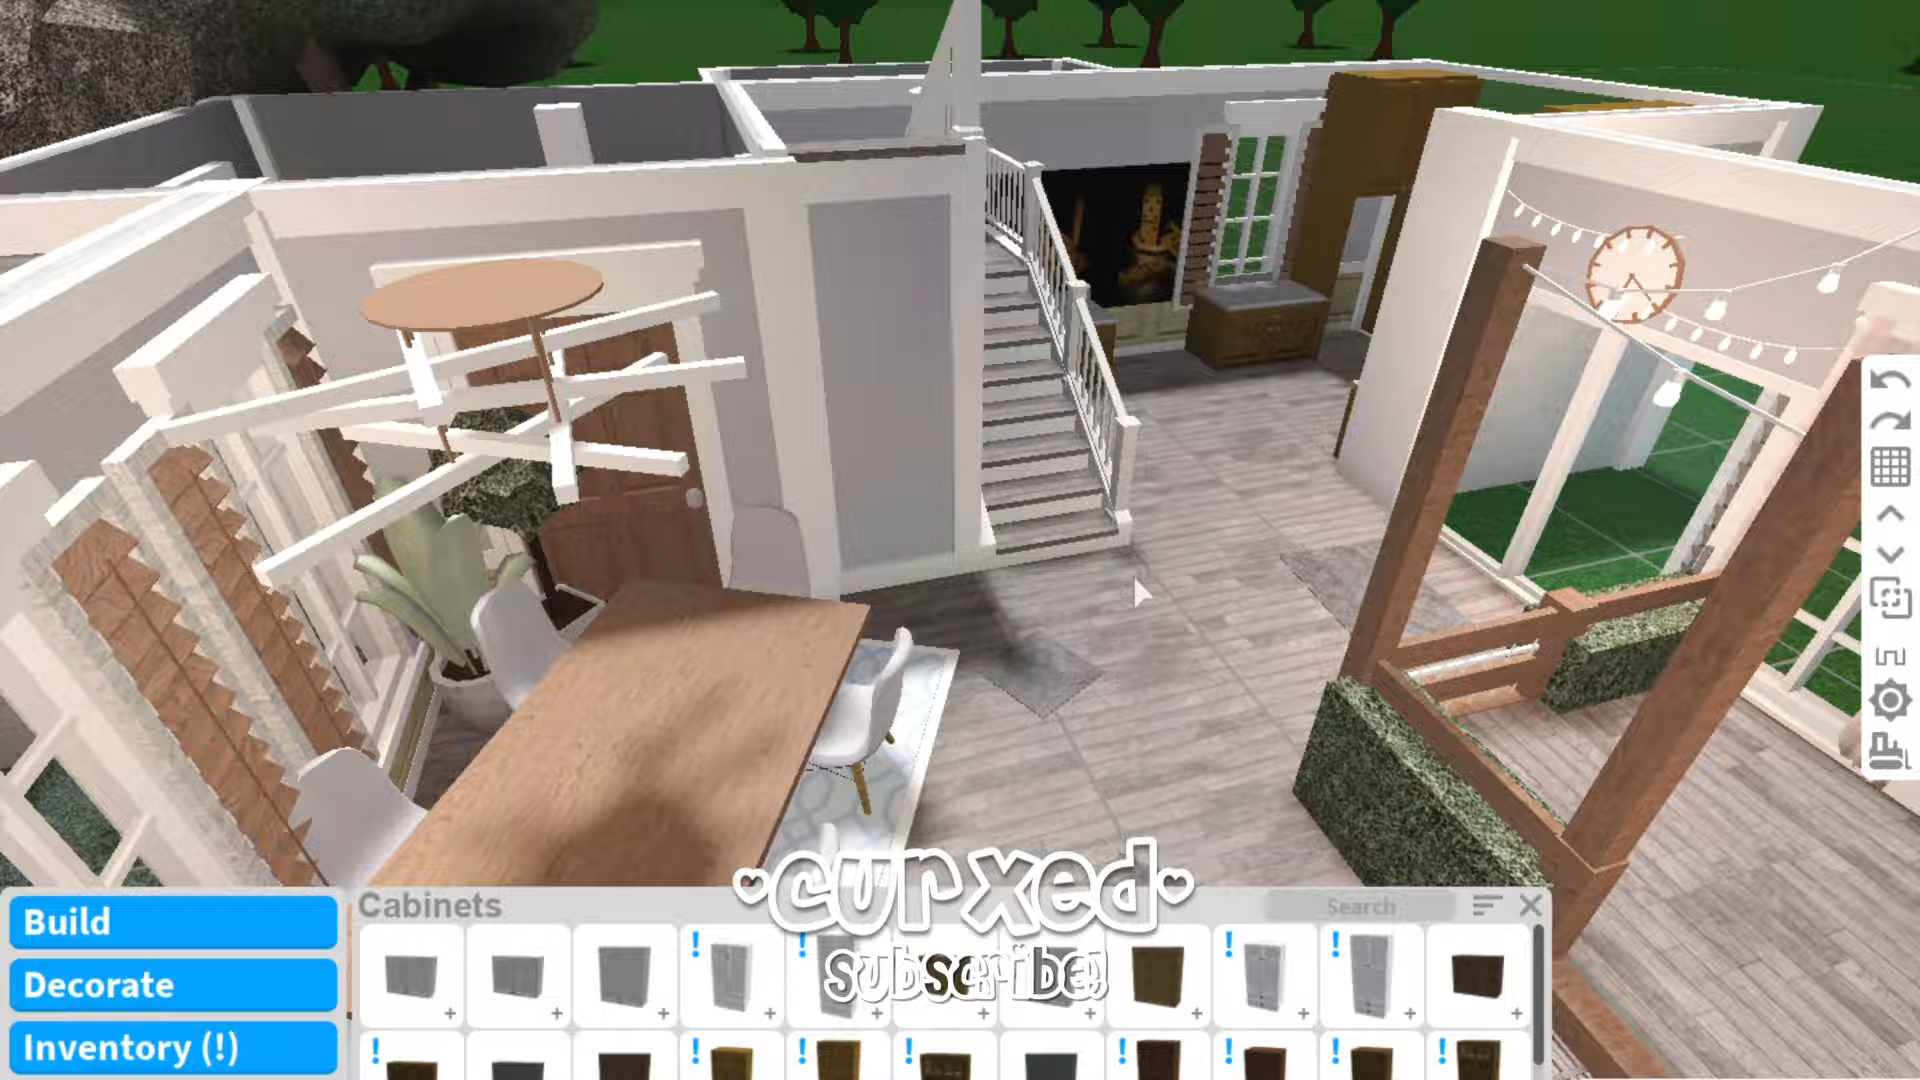 •curxed•
Subscribe!
Cabinets
Search
Build
Decorate
Inventory (!)